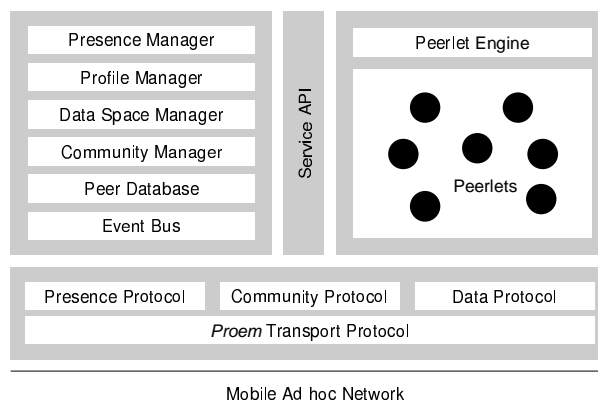 Presence Manager
Profile Manager
Data Space Manager
Community Manager
Peer Database
Event Bus
Service API
Peerlet Engine
Peerlets
Presence Protocol
Community Protocol
Data Protocol
Proem Transport Protocol
Mobile Ad hoc Network